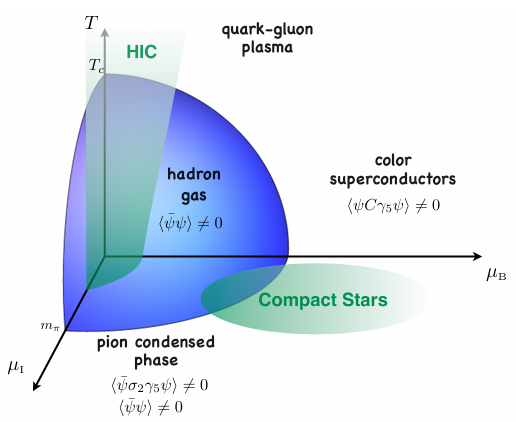 T
quark-gluon
plasma
HIC
T_c
hadron
gas
⟨ψ̄ψ⟩ ≠ 0
color
superconductors
⟨ψCγ₅ψ⟩ ≠ 0
μ_B
Compact Stars
m_π
pion condensed
phase
μ_I
⟨ψ̄σ₂γ₅ψ⟩ ≠ 0
⟨ψ̄ψ⟩ ≠ 0